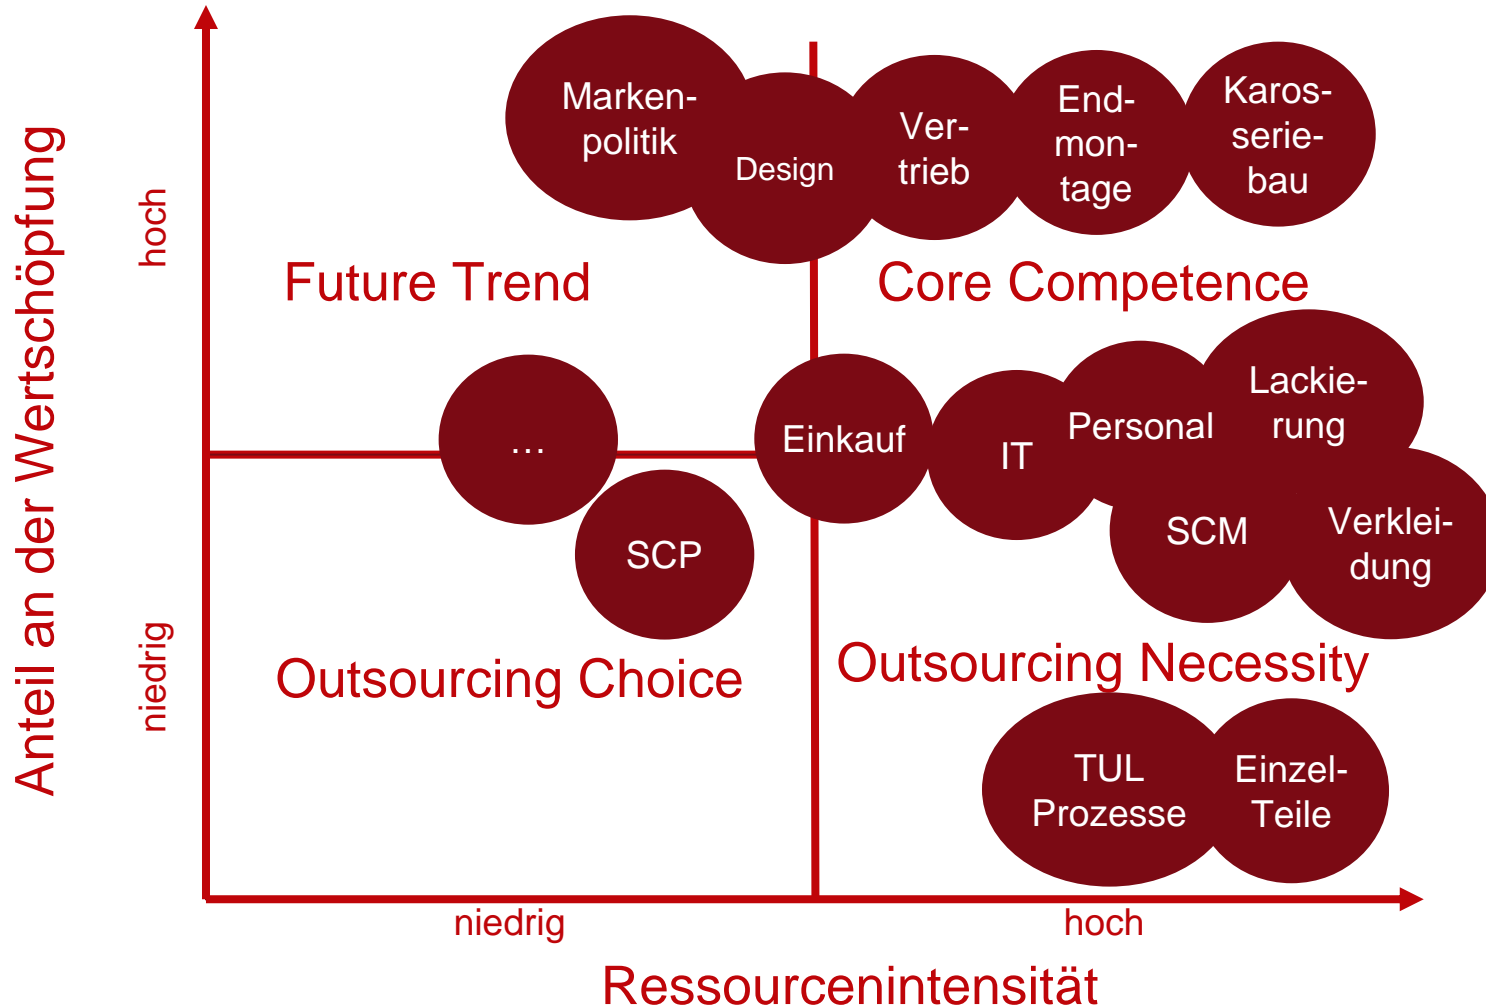 Anteil an der Wertschöpfung
hoch
niedrig
Marken-
politik
Design
Ver-
trieb
End-
mon-
tage
Karos-
serie-
bau
Future Trend
Core Competence
...
Einkauf
IT
Personal
Lackie-
rung
SCP
SCM
Verklei-
dung
Outsourcing Choice
Outsourcing Necessity
TUL
Prozesse
Einzel-
Teile
niedrig
hoch
Ressourcenintensität